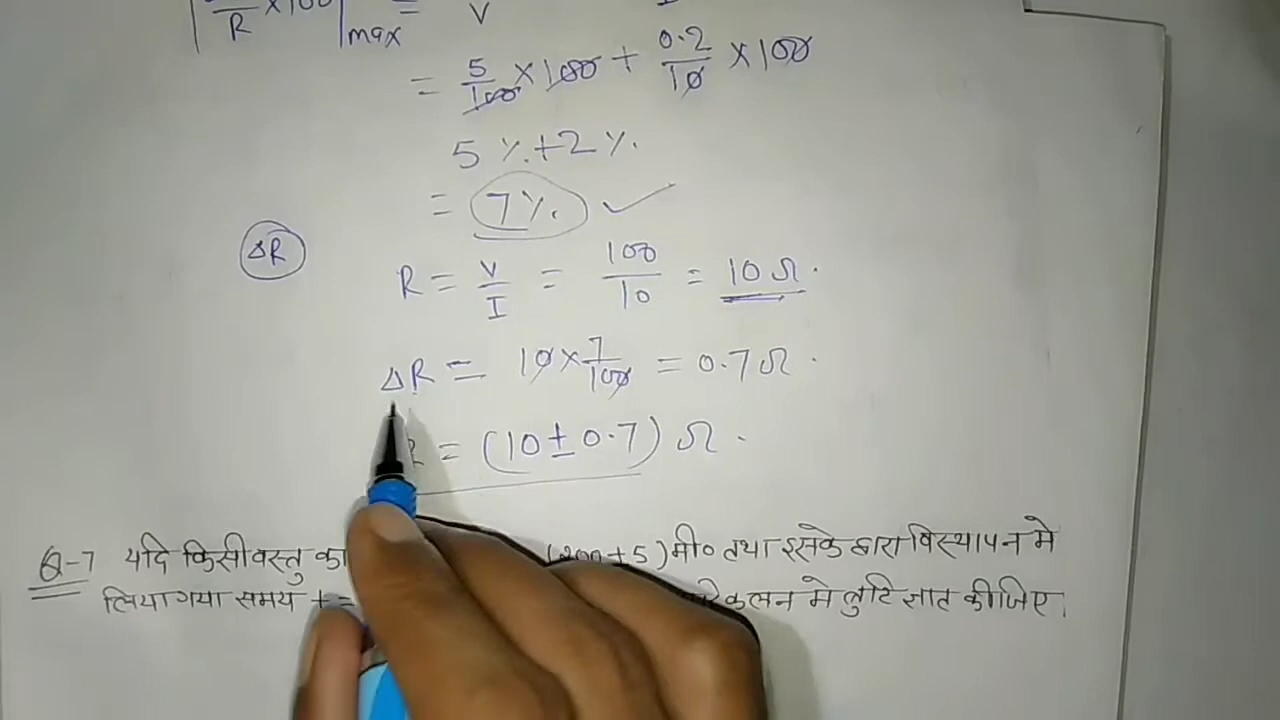 R ×100 |max = V
= 5/100 ×100 + 0.2/10 ×100
5 %.+2 %.
= 7%. ✓
ΔR
R = V/I = 100/10 = 10 Ω.
ΔR = 10 × 7/100 = 0.7 Ω.
= (10 ± 0.7) Ω.
Q-7 यदि किसी वस्तु का (200+5) मी० तथा इसके द्वारा विस्थापन मे
लिया गया समय t = मे त्रुटि ज्ञात कीजिए